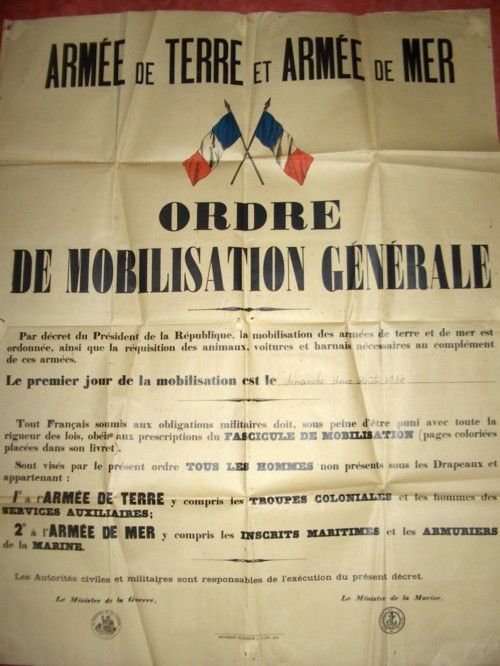 ARMÉE DE TERRE ET ARMÉE DE MER
ORDRE
DE MOBILISATION GÉNÉRALE
Par décret du Président de la République, la mobilisation des armées de terre et de mer est
ordonnée, ainsi que la réquisition des animaux, voitures et harnais nécessaires au complément
de ces armées.
Le premier jour de la mobilisation est le dimanche deux Août 1914
Tout Français soumis aux obligations militaires doit, sous peine d'être puni avec toute la
rigueur des lois, obéir aux prescriptions du FASCICULE DE MOBILISATION (pages coloriées
placées dans son livret).
Sont visés par le présent ordre TOUS LES HOMMES non présents sous les Drapeaux et
appartenant :
1° à l'ARMÉE DE TERRE y compris les TROUPES COLONIALES et les hommes des
SERVICES AUXILIAIRES;
2° à l'ARMÉE DE MER y compris les INSCRITS MARITIMES et les ARMURIERS
de la MARINE.
Les Autorités civiles et militaires sont responsables de l'exécution du présent décret.
Le Ministre de la Guerre, Le Ministre de la Marine,